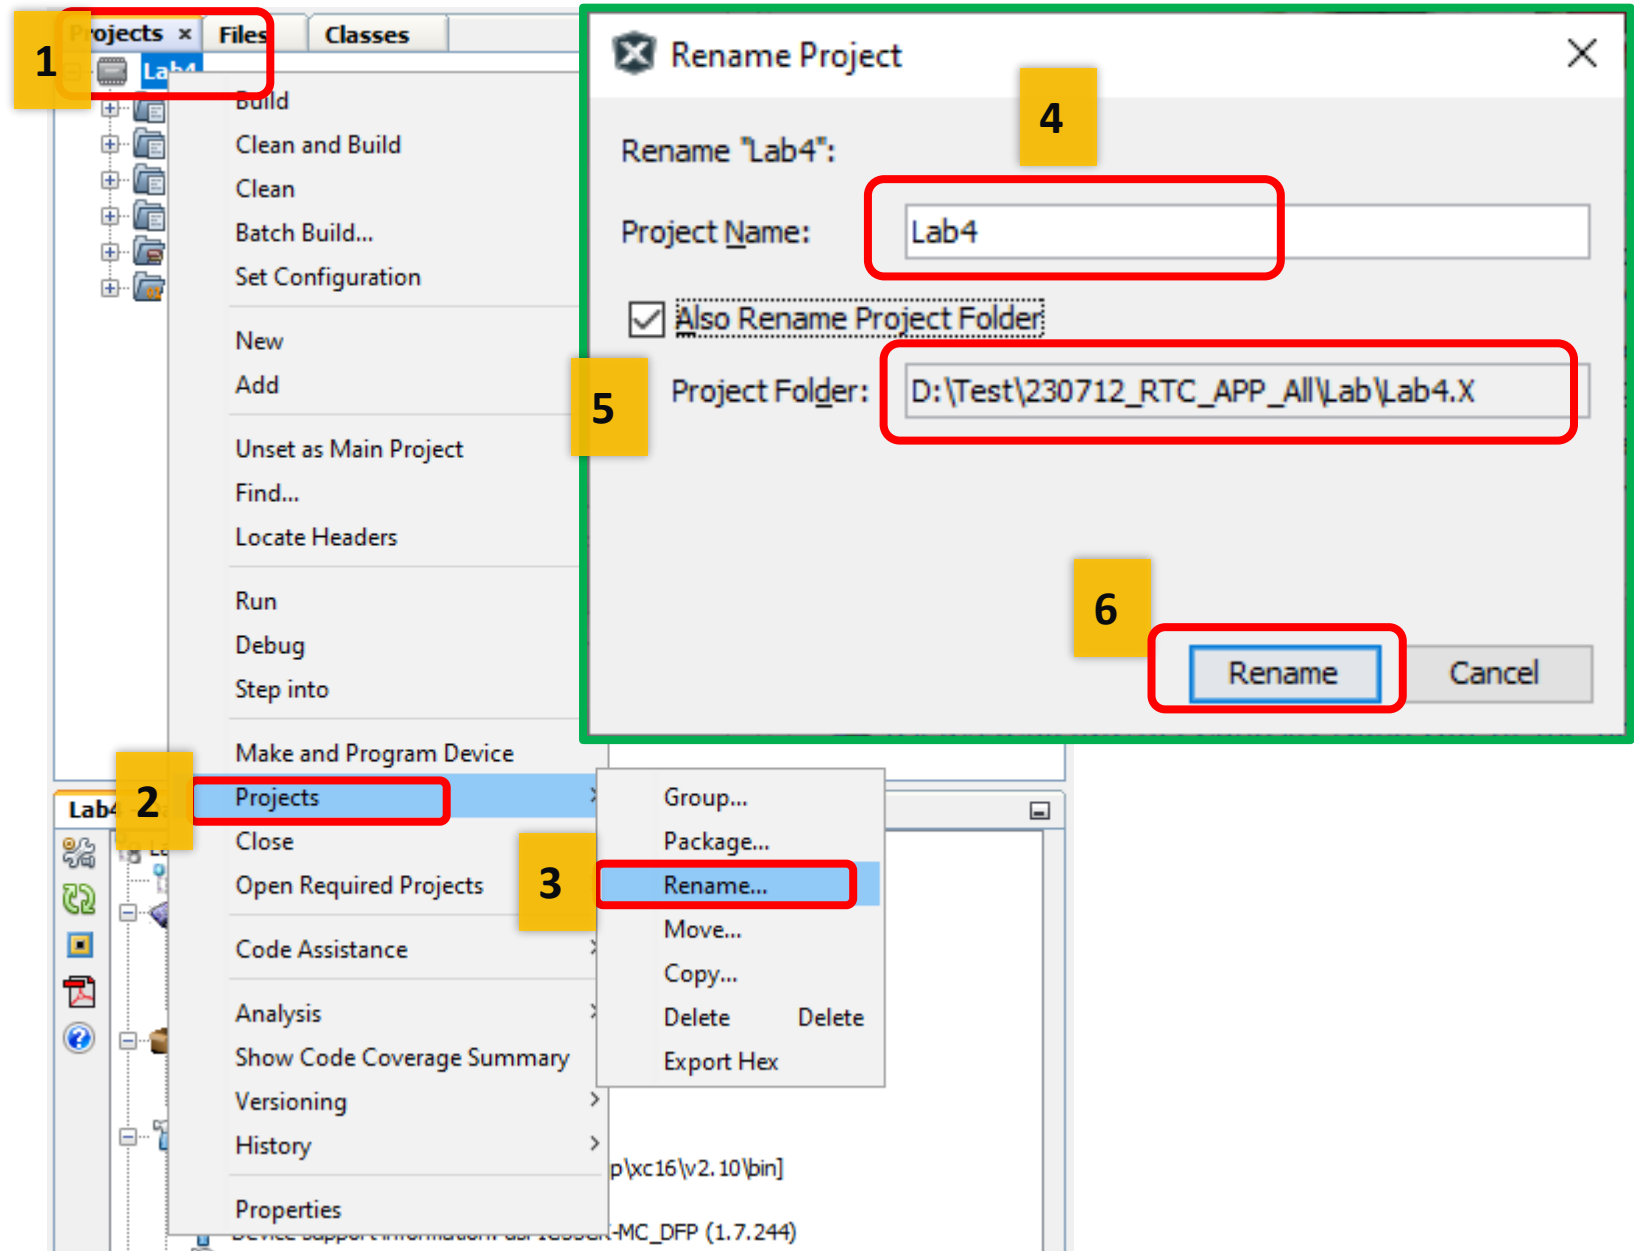 1
Projects × Files Classes
Lab4
Build
Clean and Build
Clean
Batch Build...
Set Configuration
New
Add
Unset as Main Project
Find...
Locate Headers
Run
Debug
Step into
Make and Program Device
2
Projects
Close
Open Required Projects
Code Assistance
Analysis
Show Code Coverage Summary
Versioning
History
Properties
3
Group...
Package...
Rename...
Move...
Copy...
Delete Delete
Export Hex
Rename Project
4
Rename "Lab4":
Project Name: Lab4
Also Rename Project Folder
5
Project Folder: D:\Test\230712_RTC_APP_All\Lab\Lab4.X
6
Rename Cancel
Lab4
p\xc16\v2.10\bin]
-MC_DFP (1.7.244)